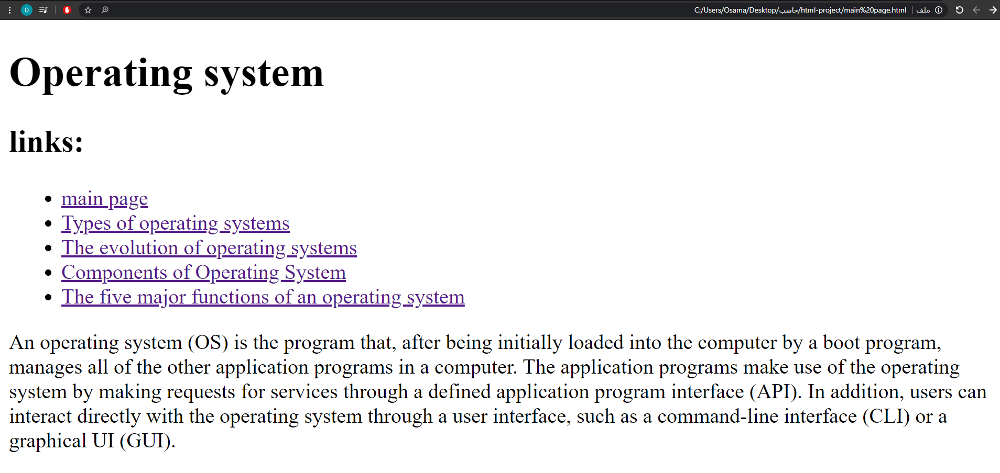 O
C:/Users/Osama/Desktop/حاسب/html-project/main%20page.html
ملف
Operating system
links:
main page
Types of operating systems
The evolution of operating systems
Components of Operating System
The five major functions of an operating system
An operating system (OS) is the program that, after being initially loaded into the computer by a boot program,
manages all of the other application programs in a computer. The application programs make use of the operating
system by making requests for services through a defined application program interface (API). In addition, users can
interact directly with the operating system through a user interface, such as a command-line interface (CLI) or a
graphical UI (GUI).